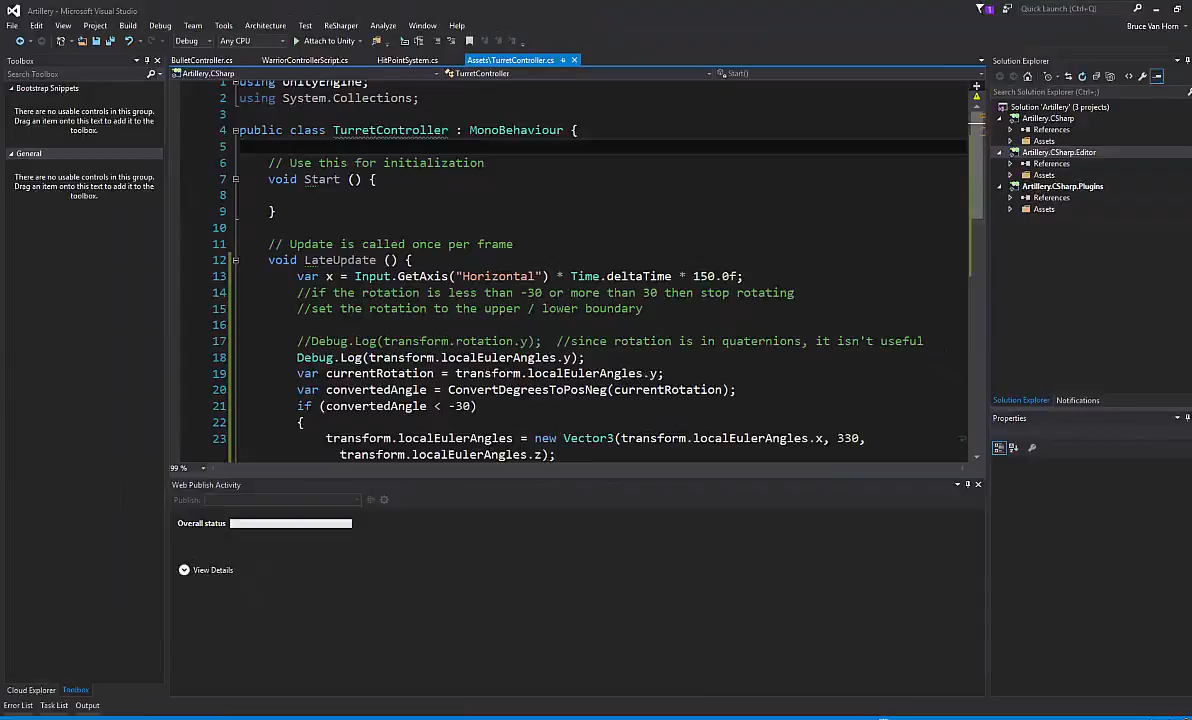 Artillery - Microsoft Visual Studio
1
Quick Launch (Ctrl+Q)
File Edit View Project Build Debug Team Tools Architecture Test ReSharper Analyze Window Help
Bruce Van Horn
Debug Any CPU Attach to Unity
Toolbox
Search Toolbox
Bootstrap Snippets
There are no usable controls in this group. Drag an item onto this text to add it to the toolbox.
General
There are no usable controls in this group. Drag an item onto this text to add it to the toolbox.
Cloud Explorer Toolbox
BulletController.cs WarriorControllerScript.cs HitPointSystem.cs Assets\TurretController.cs
Artillery.CSharp TurretController Start()
1 using UnityEngine;
2 using System.Collections;
3
4 public class TurretController : MonoBehaviour {
5
6 // Use this for initialization
7 void Start () {
8
9 }
10
11 // Update is called once per frame
12 void LateUpdate () {
13 var x = Input.GetAxis("Horizontal") * Time.deltaTime * 150.0f;
14 //if the rotation is less than -30 or more than 30 then stop rotating
15 //set the rotation to the upper / lower boundary
16
17 //Debug.Log(transform.rotation.y); //since rotation is in quaternions, it isn't useful
18 Debug.Log(transform.localEulerAngles.y);
19 var currentRotation = transform.localEulerAngles.y;
20 var convertedAngle = ConvertDegreesToPosNeg(currentRotation);
21 if (convertedAngle < -30)
22 {
23 transform.localEulerAngles = new Vector3(transform.localEulerAngles.x, 330,
transform.localEulerAngles.z);
99 %
Web Publish Activity
Publish:
Overall status
View Details
Solution Explorer
Search Solution Explorer (Ctrl+;)
Solution 'Artillery' (3 projects)
Artillery.CSharp
References
Assets
Artillery.CSharp.Editor
References
Assets
Artillery.CSharp.Plugins
References
Assets
Solution Explorer Notifications
Properties
Error List Task List Output